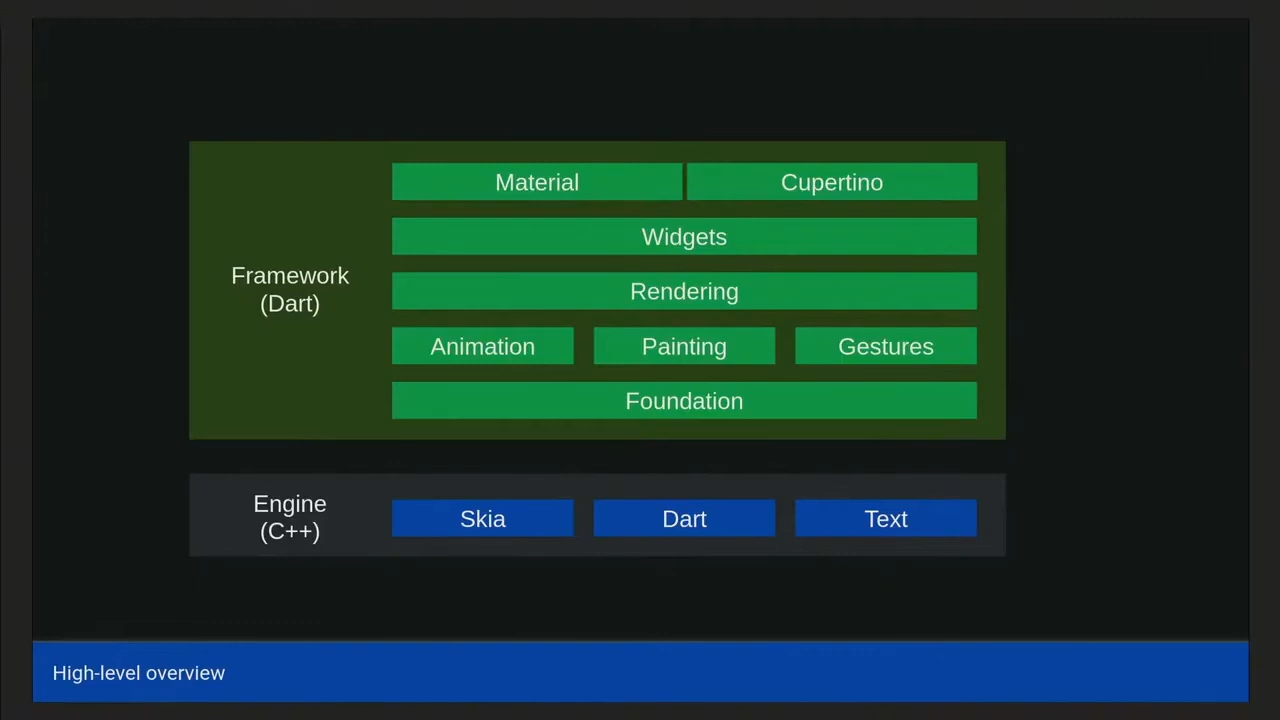 Material
Cupertino
Widgets
Framework
(Dart)
Rendering
Animation
Painting
Gestures
Foundation
Engine
(C++)
Skia
Dart
Text
High-level overview